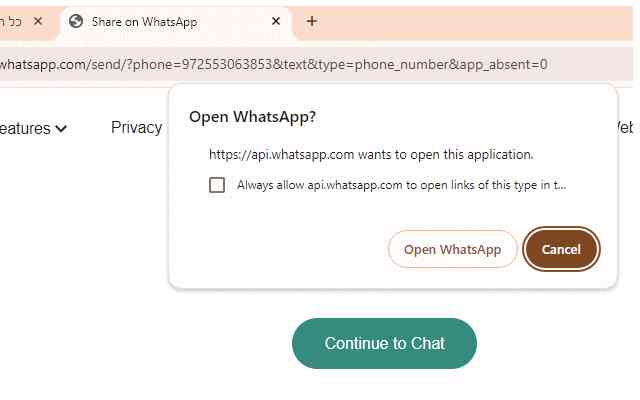 כל ה
Share on WhatsApp
whatsapp.com/send/?phone=972553063853&text&type=phone_number&app_absent=0
eatures
Privacy
Open WhatsApp?
https://api.whatsapp.com wants to open this application.
Always allow api.whatsapp.com to open links of this type in t...
Open WhatsApp
Cancel
Continue to Chat